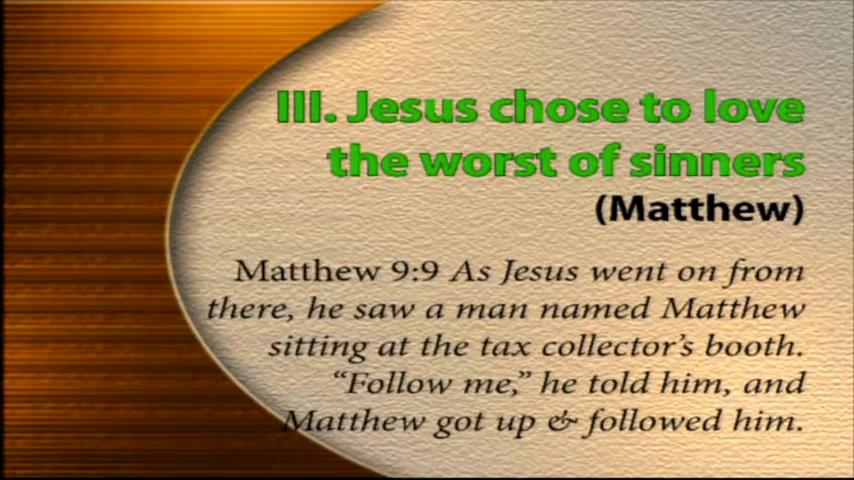 III. Jesus chose to love
the worst of sinners
(Matthew)
Matthew 9:9 As Jesus went on from
there, he saw a man named Matthew
sitting at the tax collector’s booth.
“Follow me,” he told him, and
Matthew got up & followed him.